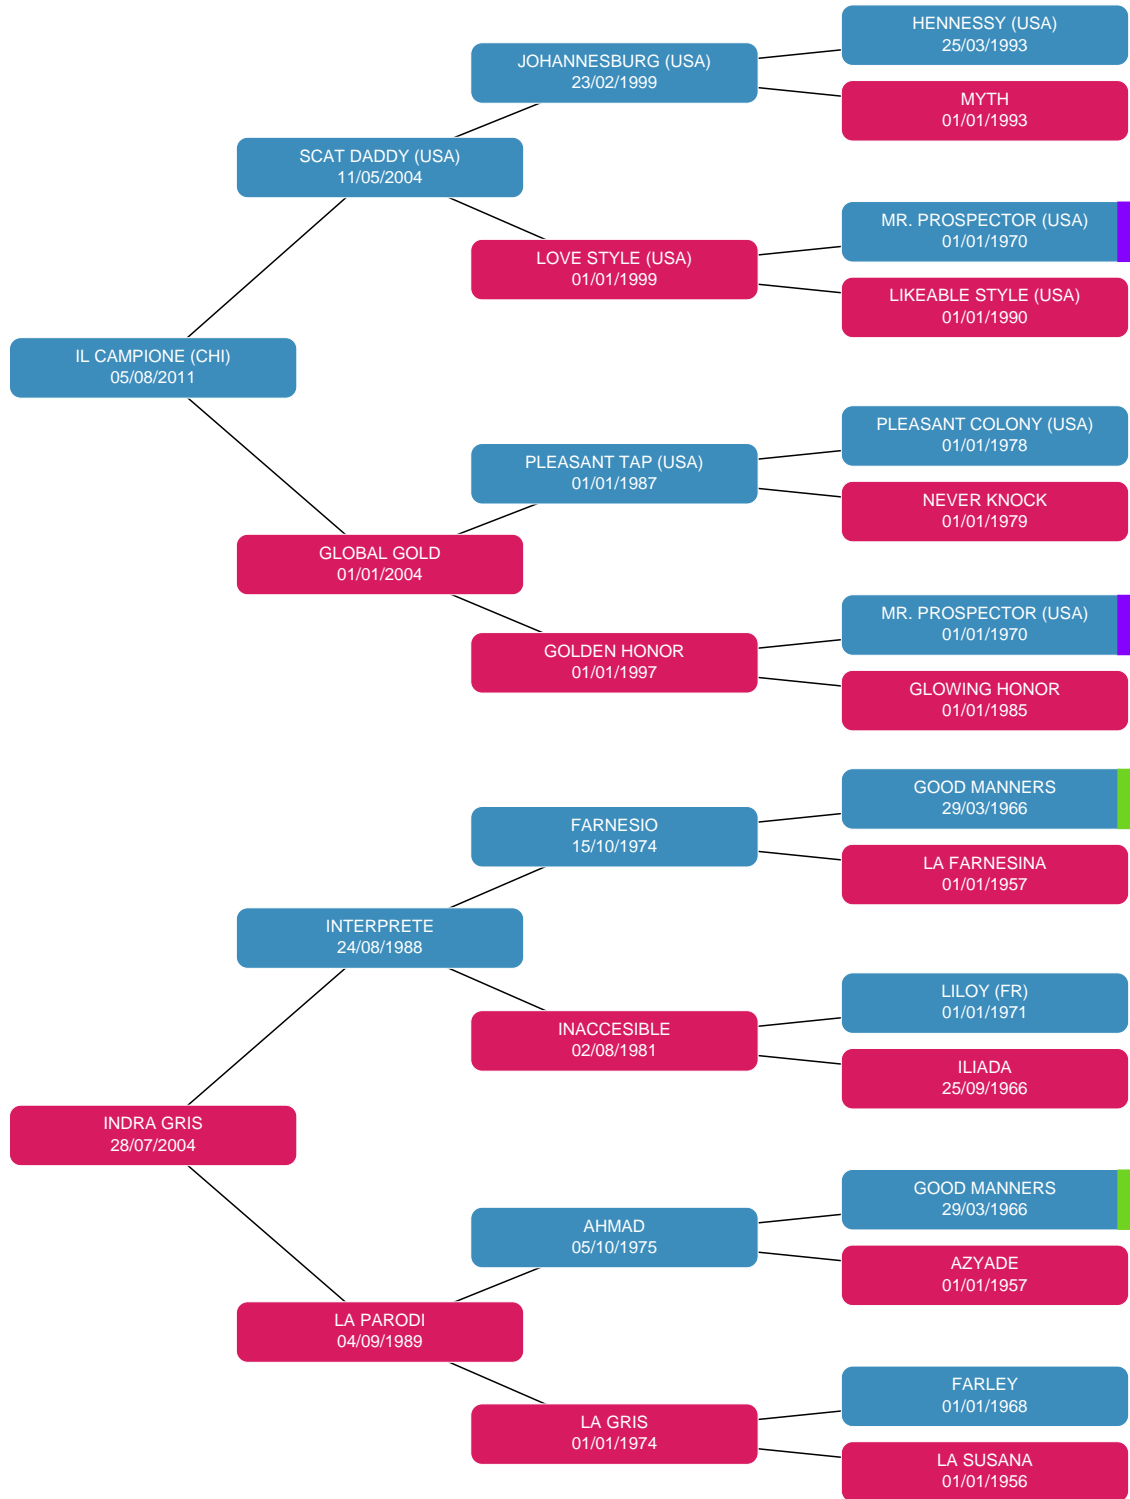 HENNESSY (USA)
25/03/1993
JOHANNESBURG (USA)
23/02/1999
MYTH
01/01/1993
SCAT DADDY (USA)
11/05/2004
MR. PROSPECTOR (USA)
01/01/1970
LOVE STYLE (USA)
01/01/1999
LIKEABLE STYLE (USA)
01/01/1990
IL CAMPIONE (CHI)
05/08/2011
PLEASANT COLONY (USA)
01/01/1978
PLEASANT TAP (USA)
01/01/1987
NEVER KNOCK
01/01/1979
GLOBAL GOLD
01/01/2004
MR. PROSPECTOR (USA)
01/01/1970
GOLDEN HONOR
01/01/1997
GLOWING HONOR
01/01/1985
GOOD MANNERS
29/03/1966
FARNESIO
15/10/1974
LA FARNESINA
01/01/1957
INTERPRETE
24/08/1988
LILOY (FR)
01/01/1971
INACCESIBLE
02/08/1981
ILIADA
25/09/1966
INDRA GRIS
28/07/2004
GOOD MANNERS
29/03/1966
AHMAD
05/10/1975
AZYADE
01/01/1957
LA PARODI
04/09/1989
FARLEY
01/01/1968
LA GRIS
01/01/1974
LA SUSANA
01/01/1956